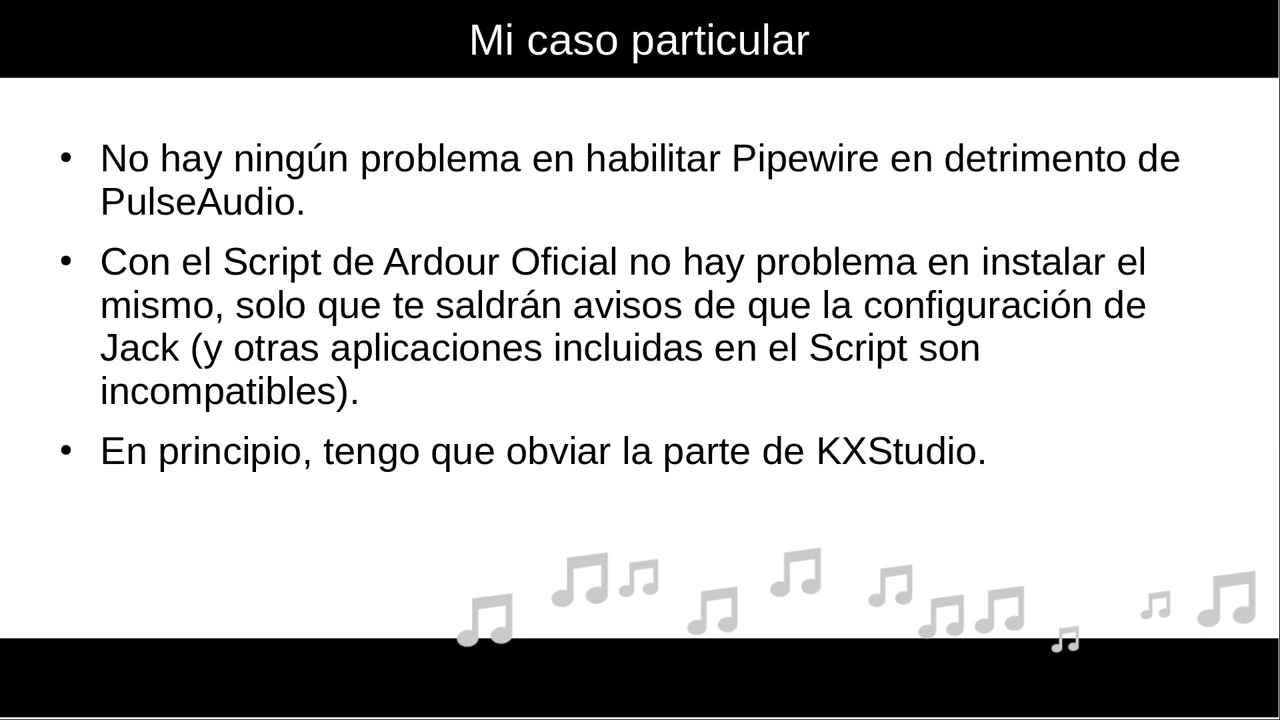 Mi caso particular
• No hay ningún problema en habilitar Pipewire en detrimento de
PulseAudio.
• Con el Script de Ardour Oficial no hay problema en instalar el
mismo, solo que te saldrán avisos de que la configuración de
Jack (y otras aplicaciones incluidas en el Script son
incompatibles).
• En principio, tengo que obviar la parte de KXStudio.